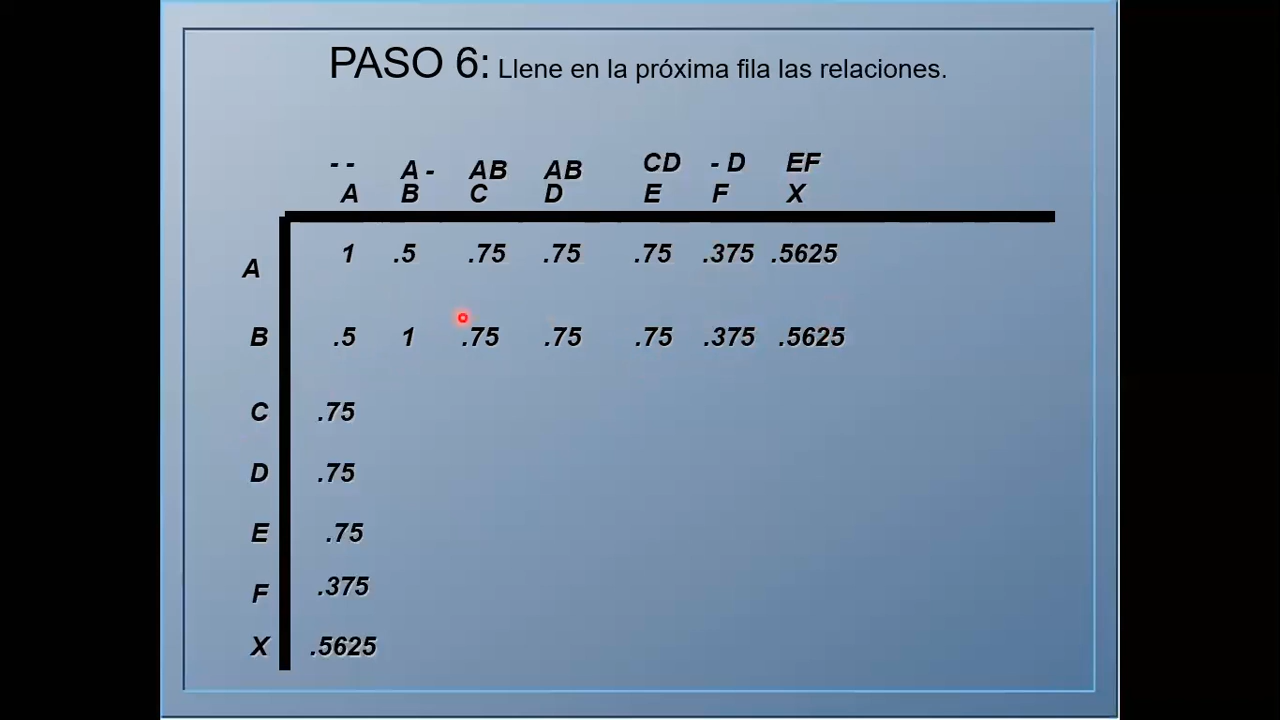 PASO 6: Llene en la próxima fila las relaciones.
- - A - AB AB CD - D EF
A B C D E F X
A 1 .5 .75 .75 .75 .375 .5625
B .5 1 .75 .75 .75 .375 .5625
C .75
D .75
E .75
F .375
X .5625